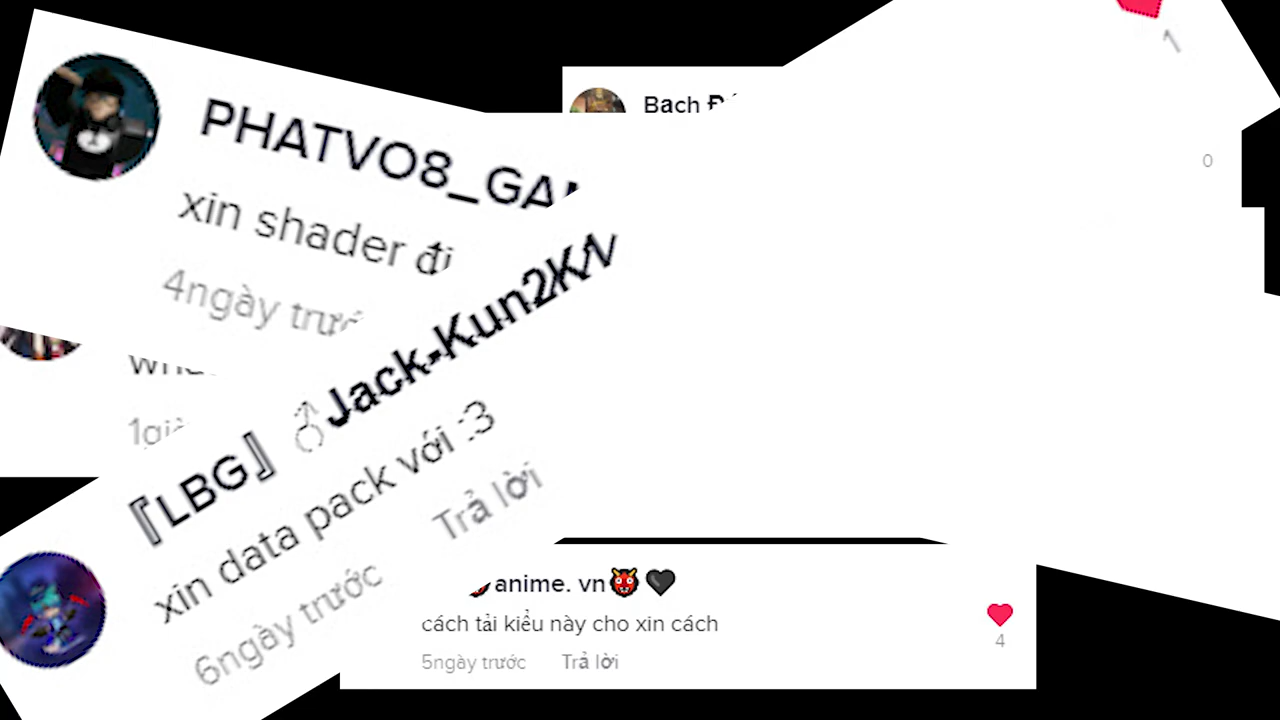 Bach
1
PHATVO8_GA
xin shader đi
4ngày
0
『LBG』 ♂Jack-Kun2K
xin data pack với :3
6ngày trước Trả lời
anime. vn👹🖤
cách tải kiểu này cho xin cách
5ngày trước Trả lời
4